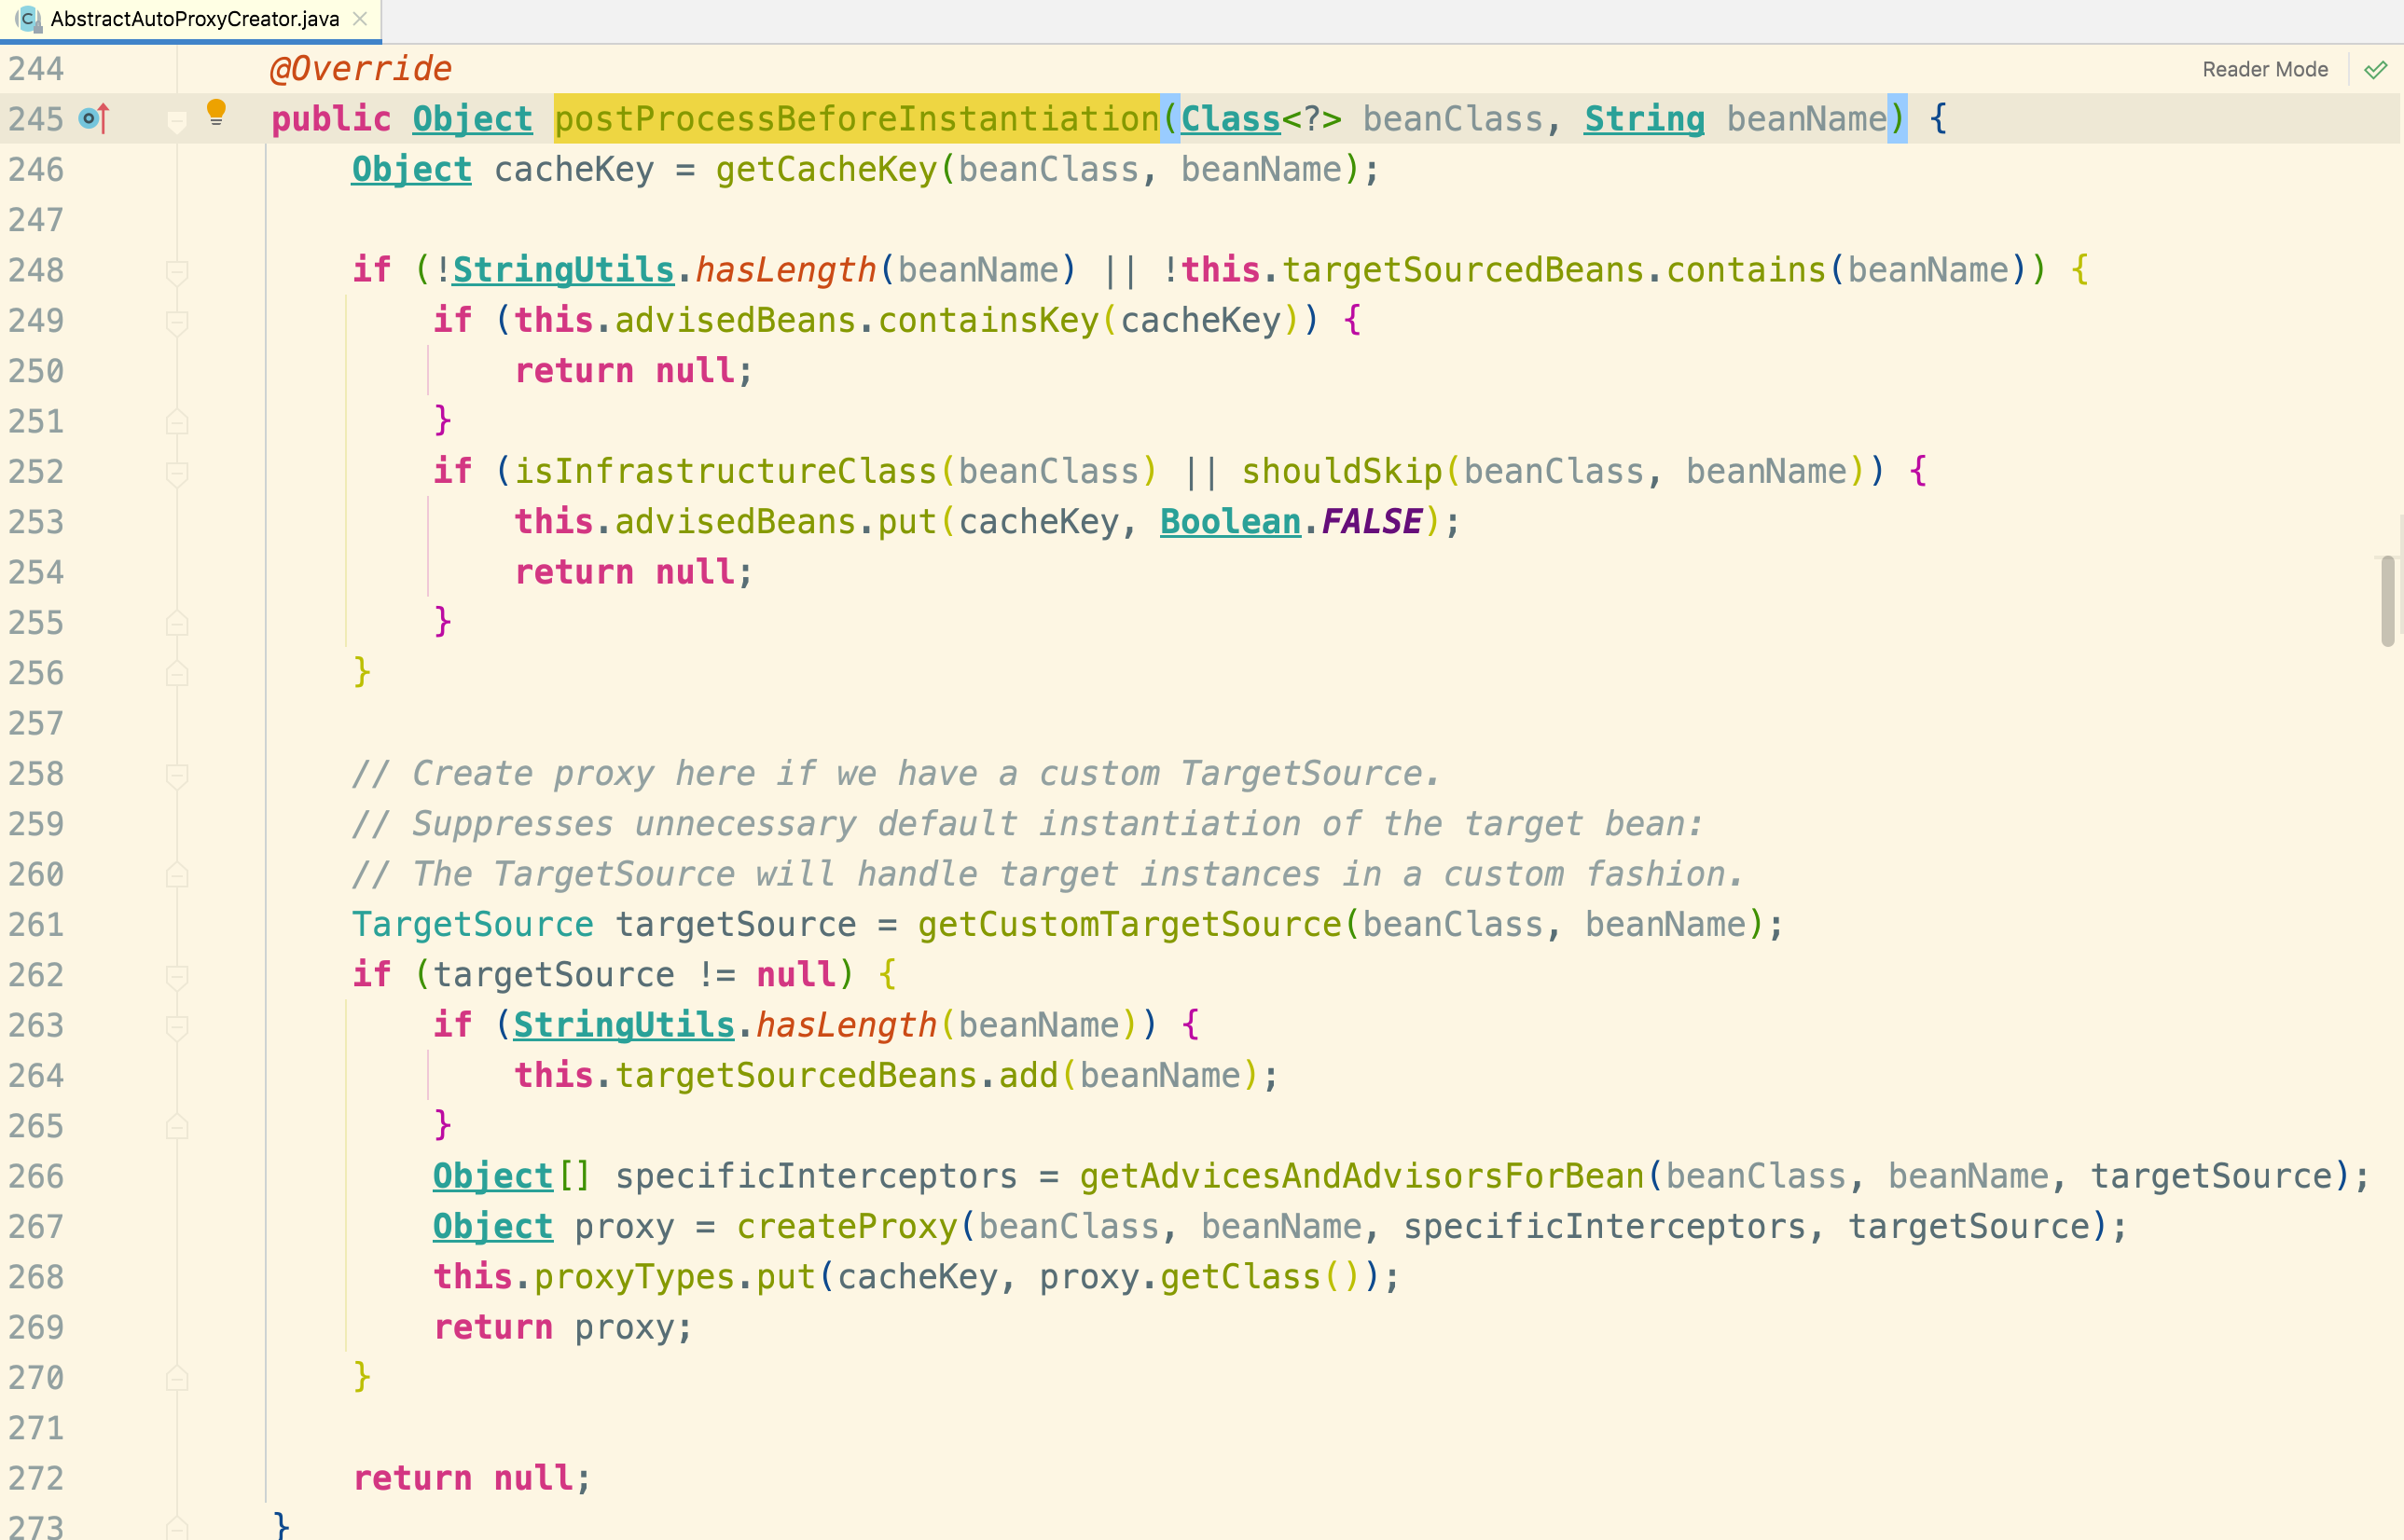 AbstractAutoProxyCreator.java
Reader Mode
244 @Override
245 public Object postProcessBeforeInstantiation(Class<?> beanClass, String beanName) {
246 Object cacheKey = getCacheKey(beanClass, beanName);
247
248 if (!StringUtils.hasLength(beanName) || !this.targetSourcedBeans.contains(beanName)) {
249 if (this.advisedBeans.containsKey(cacheKey)) {
250 return null;
251 }
252 if (isInfrastructureClass(beanClass) || shouldSkip(beanClass, beanName)) {
253 this.advisedBeans.put(cacheKey, Boolean.FALSE);
254 return null;
255 }
256 }
257
258 // Create proxy here if we have a custom TargetSource.
259 // Suppresses unnecessary default instantiation of the target bean:
260 // The TargetSource will handle target instances in a custom fashion.
261 TargetSource targetSource = getCustomTargetSource(beanClass, beanName);
262 if (targetSource != null) {
263 if (StringUtils.hasLength(beanName)) {
264 this.targetSourcedBeans.add(beanName);
265 }
266 Object[] specificInterceptors = getAdvicesAndAdvisorsForBean(beanClass, beanName, targetSource);
267 Object proxy = createProxy(beanClass, beanName, specificInterceptors, targetSource);
268 this.proxyTypes.put(cacheKey, proxy.getClass());
269 return proxy;
270 }
271
272 return null;
273 }